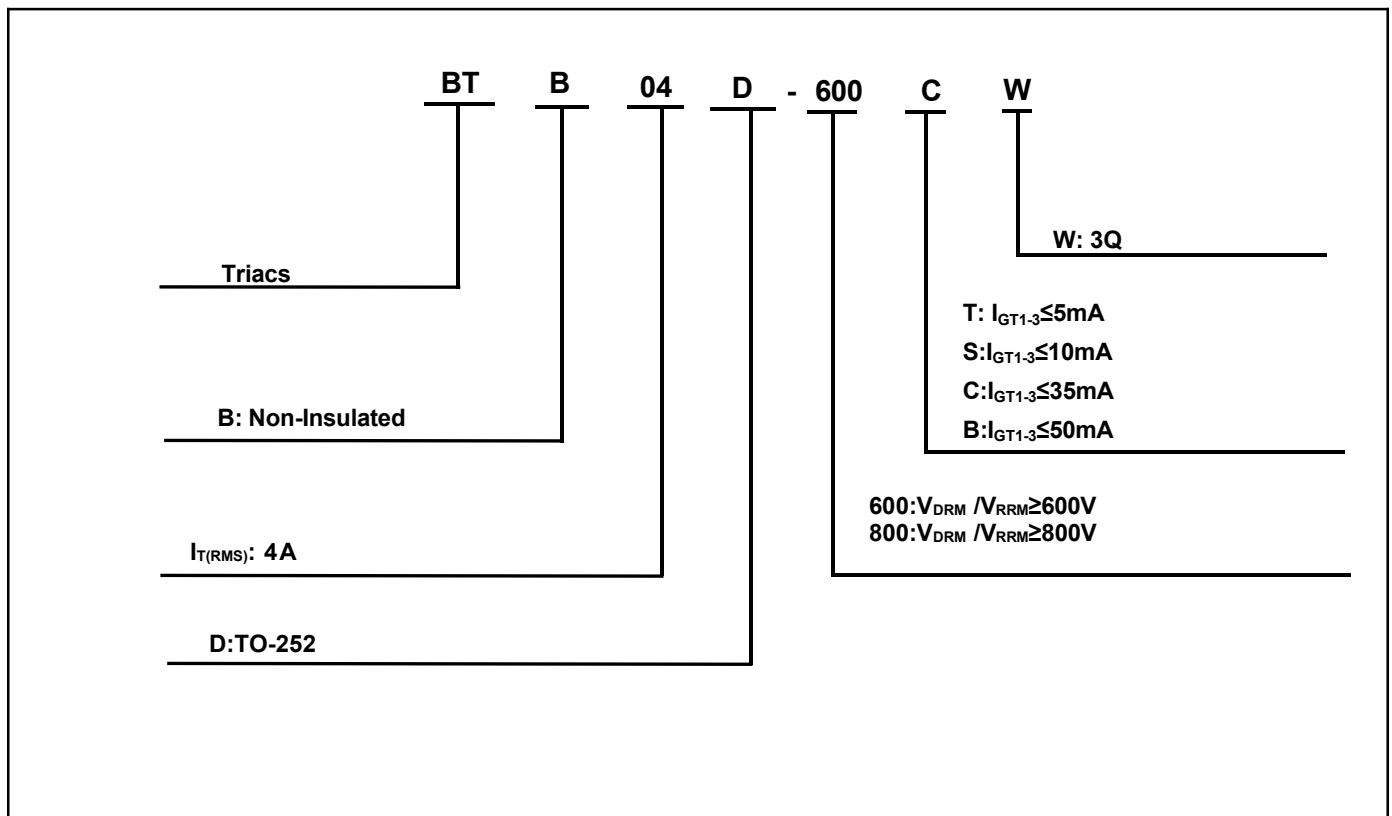 BT B 04 D - 600 C W
W: 3Q
Triacs
T: IGT1-3≤5mA
S:IGT1-3≤10mA
C:IGT1-3≤35mA
B:IGT1-3≤50mA
B: Non-Insulated
600:VDRM /VRRM≥600V
800:VDRM /VRRM≥800V
IT(RMS): 4A
D:TO-252